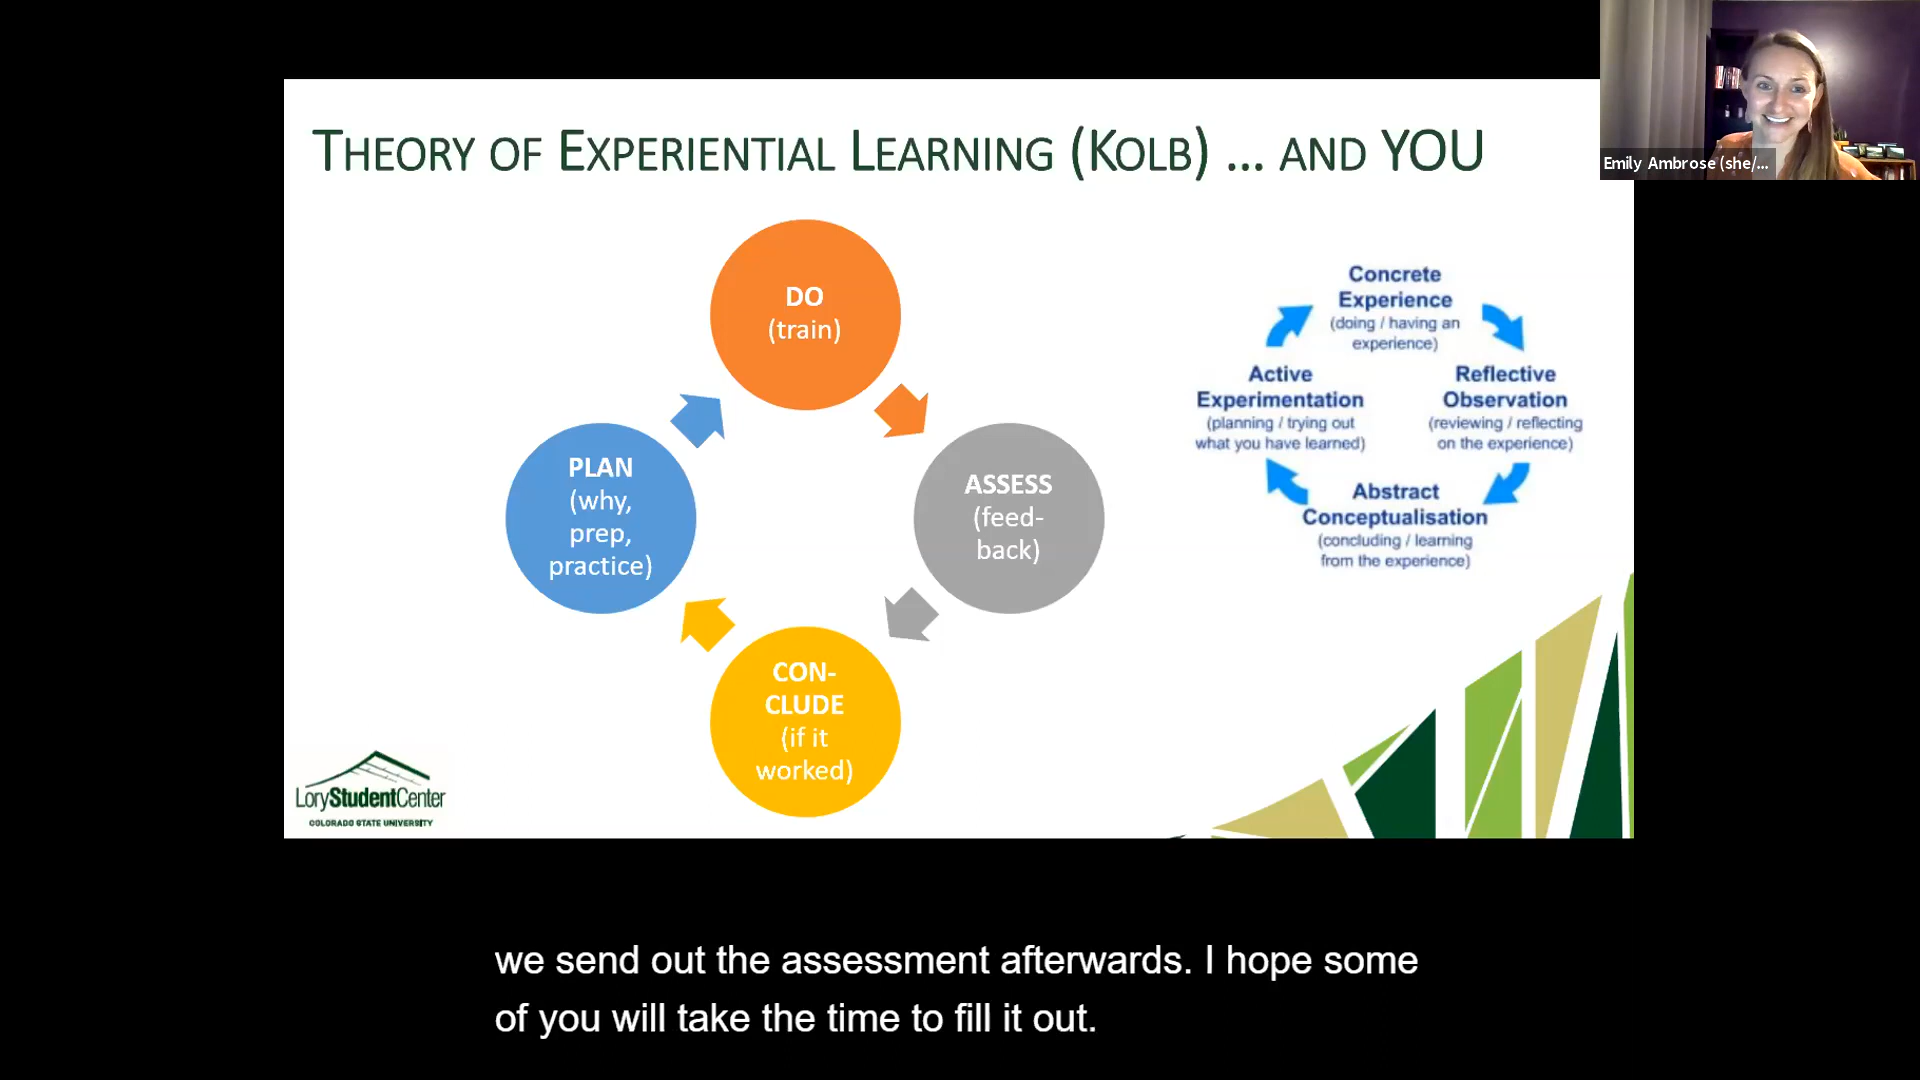 THEORY OF EXPERIENTIAL LEARNING (KOLB) ... AND YOU
Emily Ambrose (she/...
DO
(train)
ASSESS
(feed-
back)
CON-
CLUDE
(if it
worked)
PLAN
(why,
prep,
practice)
Concrete
Experience
(doing / having an
experience)
Reflective
Observation
(reviewing / reflecting
on the experience)
Abstract
Conceptualisation
(concluding / learning
from the experience)
Active
Experimentation
(planning / trying out
what you have learned)
LoryStudentCenter
COLORADO STATE UNIVERSITY
we send out the assessment afterwards. I hope some
of you will take the time to fill it out.